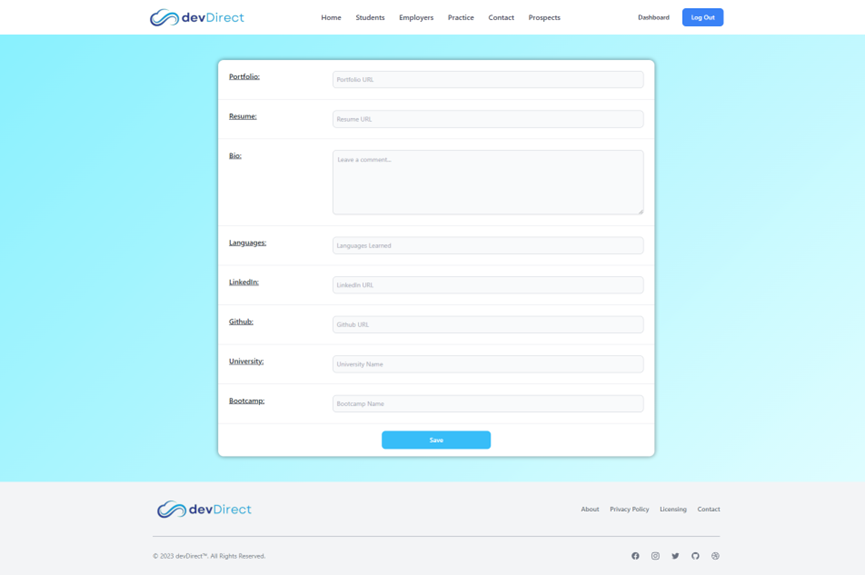 devDirect Home Students Employers Practice Contact Prospects Dashboard Log Out
Portfolio: Portfolio URL
Resume: Resume URL
Bio: Leave a comment...
Languages: Languages Learned
LinkedIn: LinkedIn URL
Github: Github URL
University: University Name
Bootcamp: Bootcamp Name
Save
devDirect About Privacy Policy Licensing Contact
© 2023 devDirect™. All Rights Reserved.